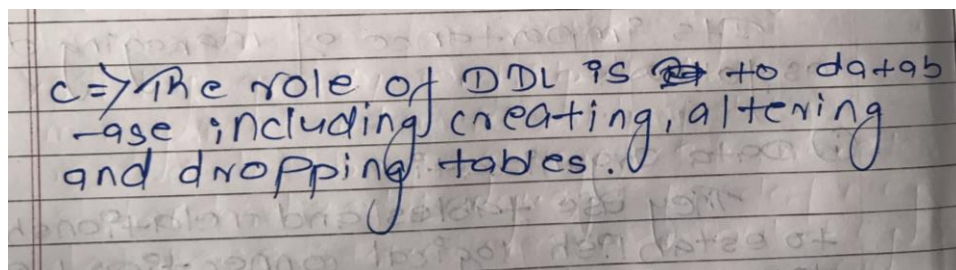 c=> The role of DDL is to datab
-ase including creating, altering
and dropping tables.